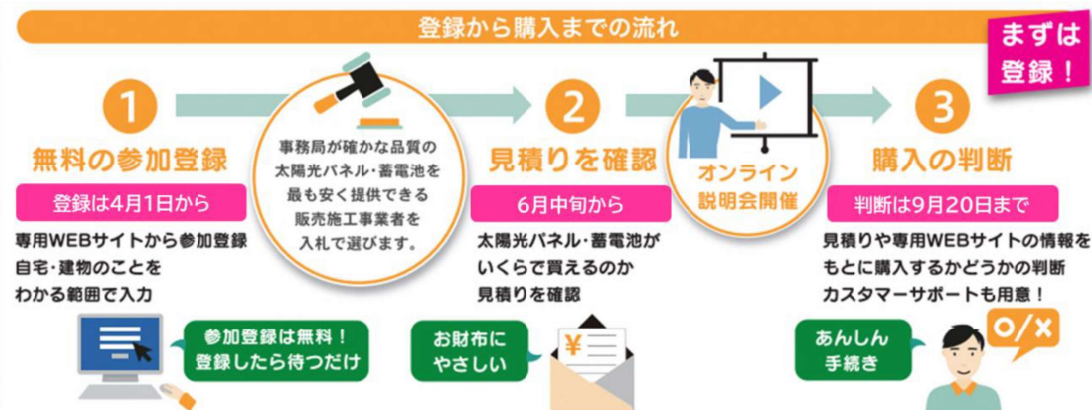 登録から購入までの流れ
まずは
登録！
1
無料の参加登録
登録は4月1日から
専用WEBサイトから参加登録
自宅・建物のことを
わかる範囲で入力
参加登録は無料！
登録したら待つだけ
事務局が確かな品質の
太陽光パネル・蓄電池を
最も安く提供できる
販売施工事業者を
入札で選びます。
2
見積りを確認
6月中旬から
太陽光パネル・蓄電池が
いくらで買えるのか
見積りを確認
お財布に
やさしい
¥
オンライン
説明会開催
3
購入の判断
判断は9月20日まで
見積りや専用WEBサイトの情報を
もとに購入するかどうかの判断
カスタマーサポートも用意！
あんしん
手続き
O/X